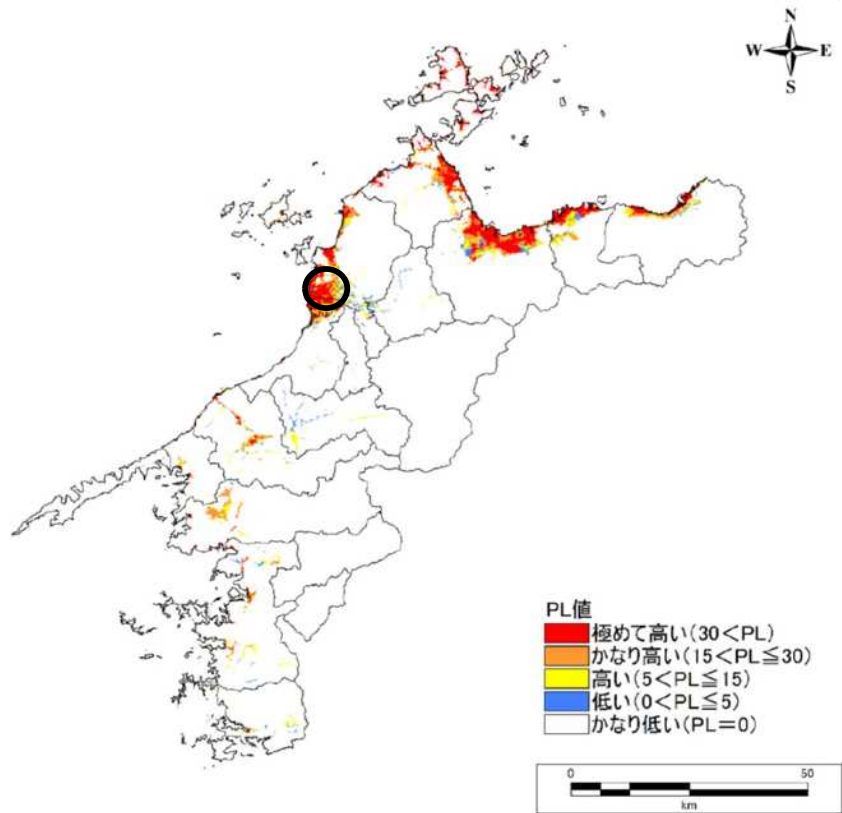 N
W E
S
PL値
極めて高い(30<PL)
かなり高い(15<PL≦30)
高い(5<PL≦15)
低い(0<PL≦5)
かなり低い(PL=0)
0 50
km